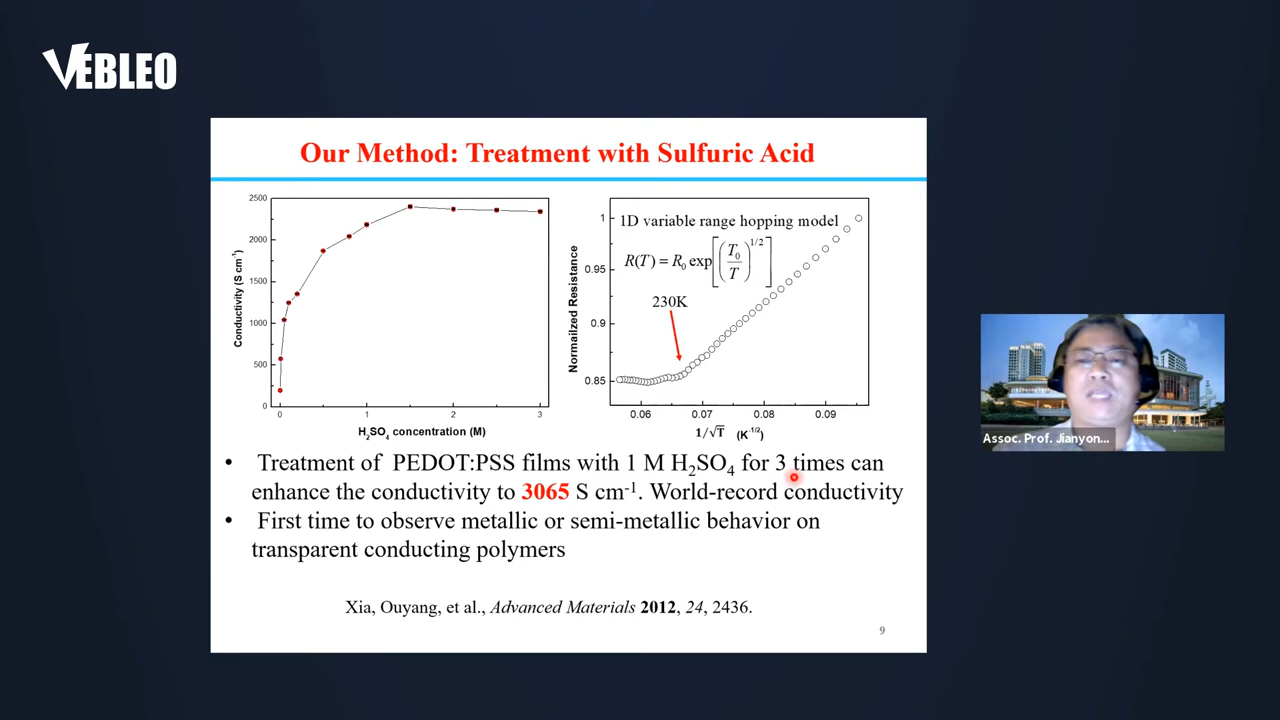 VEBLEO
Our Method: Treatment with Sulfuric Acid
2500
2000
1500
1000
500
0
Conductivity (S cm⁻¹)
0 1 2 3
H₂SO₄ concentration (M)
1
0.95
0.9
0.85
Normailzed Resistance
1D variable range hopping model
R(T) = R₀ exp[(T₀/T)^1/2]
230K
0.06 0.07 0.08 0.09
1/√T (K⁻¹/²)
• Treatment of PEDOT:PSS films with 1 M H₂SO₄ for 3 times can
enhance the conductivity to 3065 S cm⁻¹. World-record conductivity
• First time to observe metallic or semi-metallic behavior on
transparent conducting polymers
Xia, Ouyang, et al., Advanced Materials 2012, 24, 2436.
9
Assoc. Prof. Jianyon...